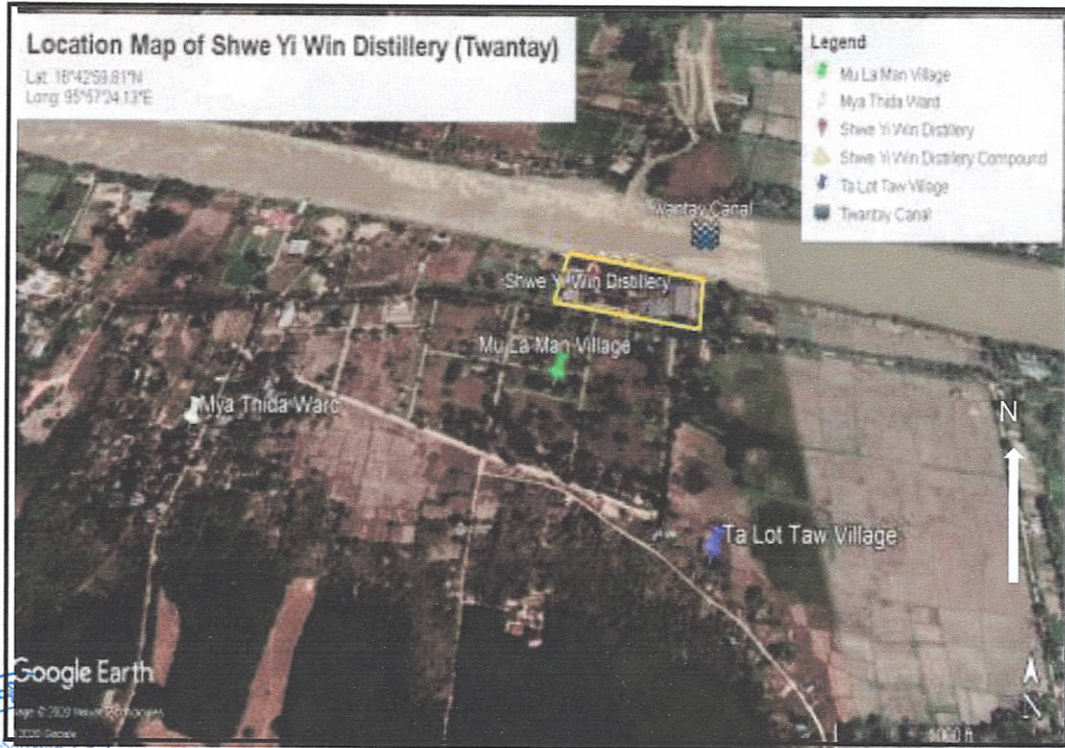 Location Map of Shwe Yi Win Distillery (Twantay)
Lat: 16°42'59.81"N
Long: 95°57'24.13"E
Legend
Mu La Man Village
Mya Thida Ward
Shwe Yi Win Distillery
Shwe Yi Win Distillery Compound
Ta Lot Taw Village
Twantay Canal
Twantay Canal
Shwe Yi Win Distillery
Mu La Man Village
Mya Thida Ward
N
Ta Lot Taw Village
Google Earth
© 2020
© 2020 Google
N
1000 ft